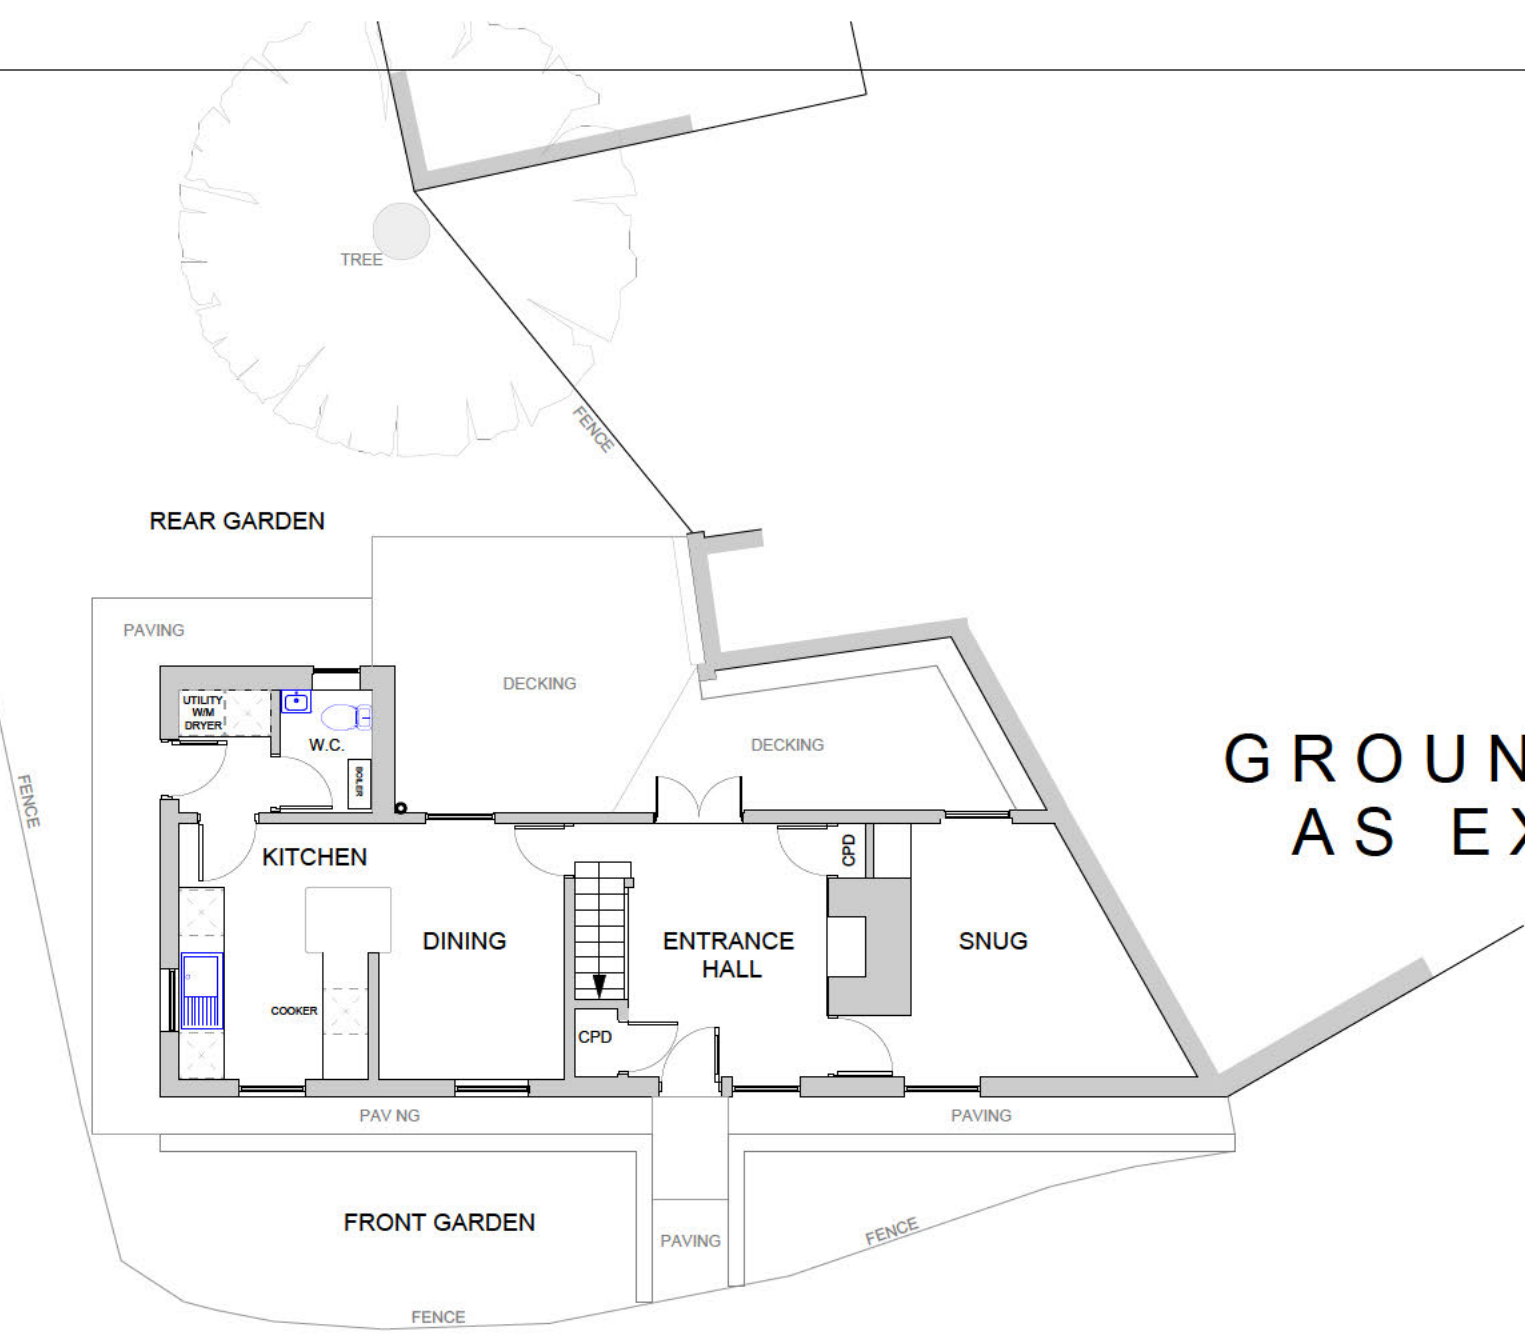 TREE
FENCE
REAR GARDEN
PAVING
DECKING
UTILITY
W/M
DRYER
W.C.
BOILER
DECKING
GROUN
AS EX
FENCE
KITCHEN
CPD
DINING
ENTRANCE
HALL
SNUG
COOKER
CPD
PAV NG
PAVING
FRONT GARDEN
PAVING
FENCE
FENCE